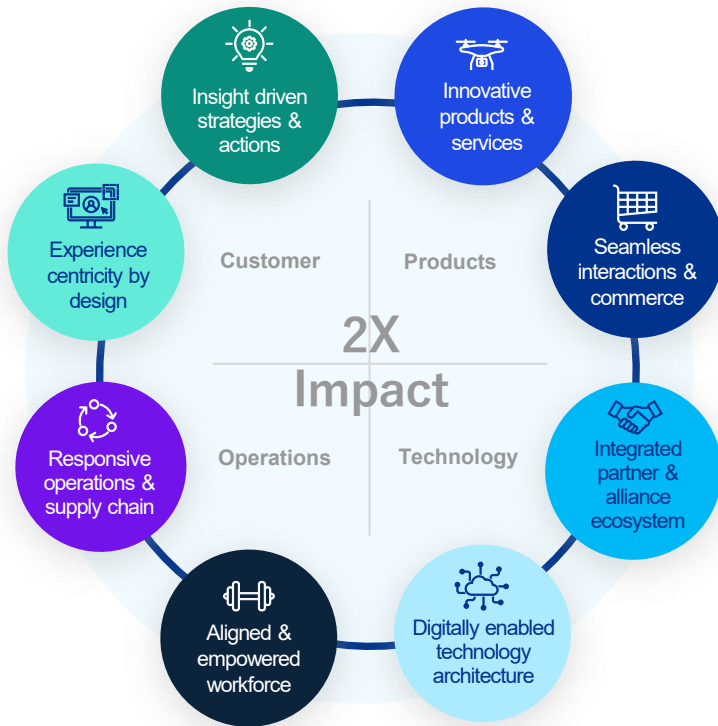 Insight driven
strategies &
actions
Innovative
products &
services
Experience
centricity by
design
Seamless
interactions &
commerce
Customer
Products
2X
Impact
Operations
Technology
Responsive
operations &
supply chain
Integrated
partner &
alliance
ecosystem
Aligned &
empowered
workforce
Digitally enabled
technology
architecture